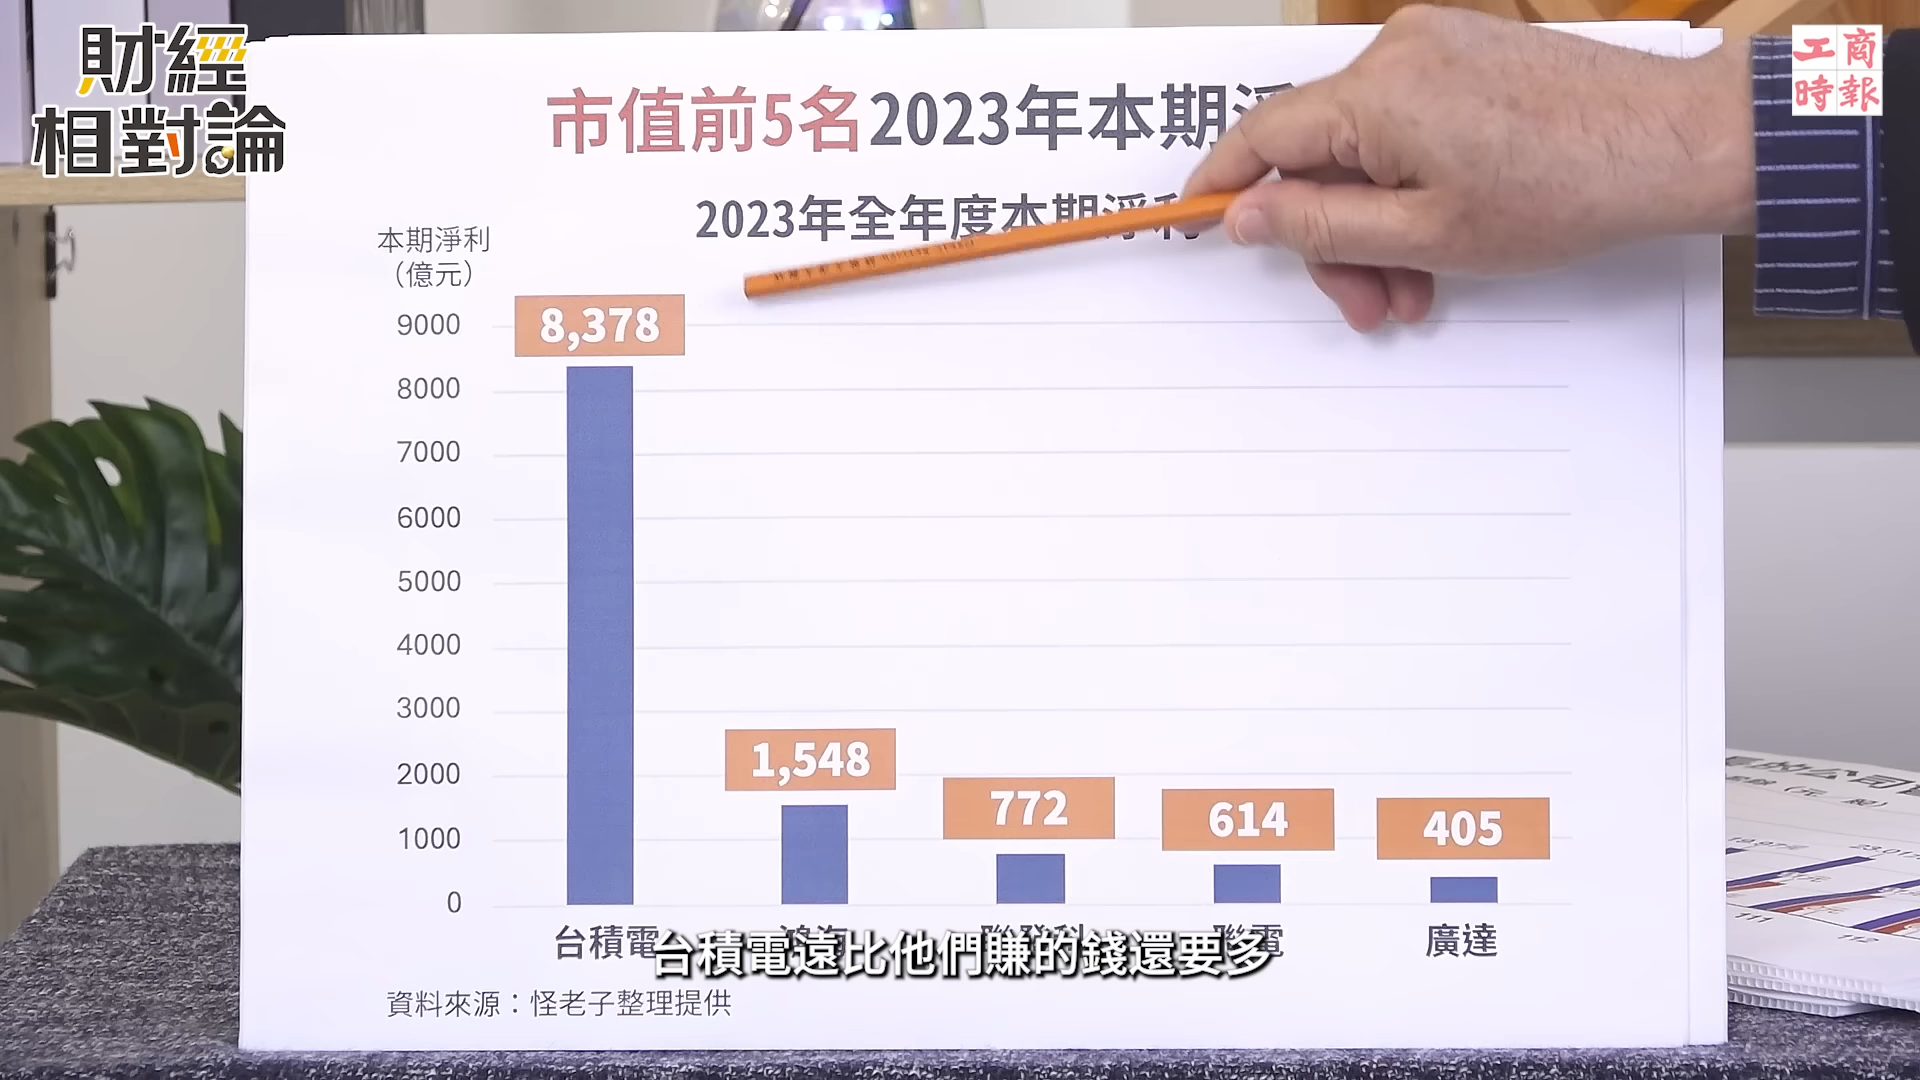 財經
相對論
工商
時報
市值前5名2023年本期淨
2023年全年度本期淨利
本期淨利
（億元）
9000
8000
7000
6000
5000
4000
3000
2000
1000
0
8,378
1,548
772
614
405
台積電
聯電
廣達
台積電遠比他們賺的錢還要多
資料來源：怪老子整理提供
111
112